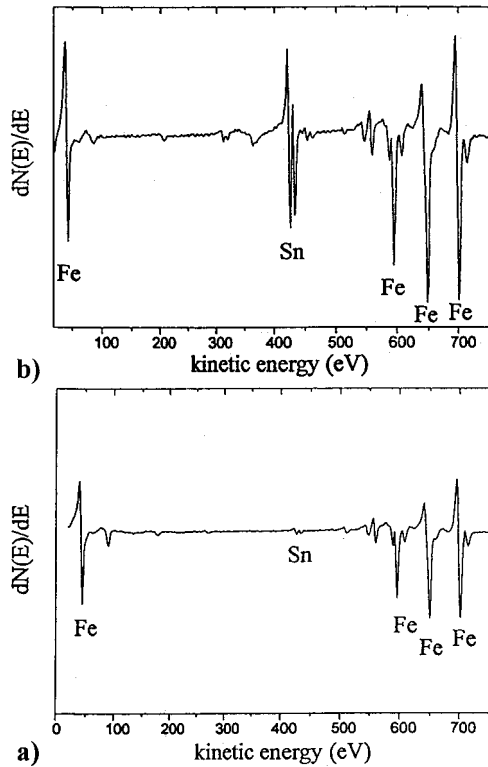 dN(E)/dE
Fe
Sn
Fe
Fe
Fe
100 200 300 400 500 600 700
kinetic energy (eV)
b)
dN(E)/dE
Fe
Sn
Fe
Fe
Fe
0 100 200 300 400 500 600 700
kinetic energy (eV)
a)